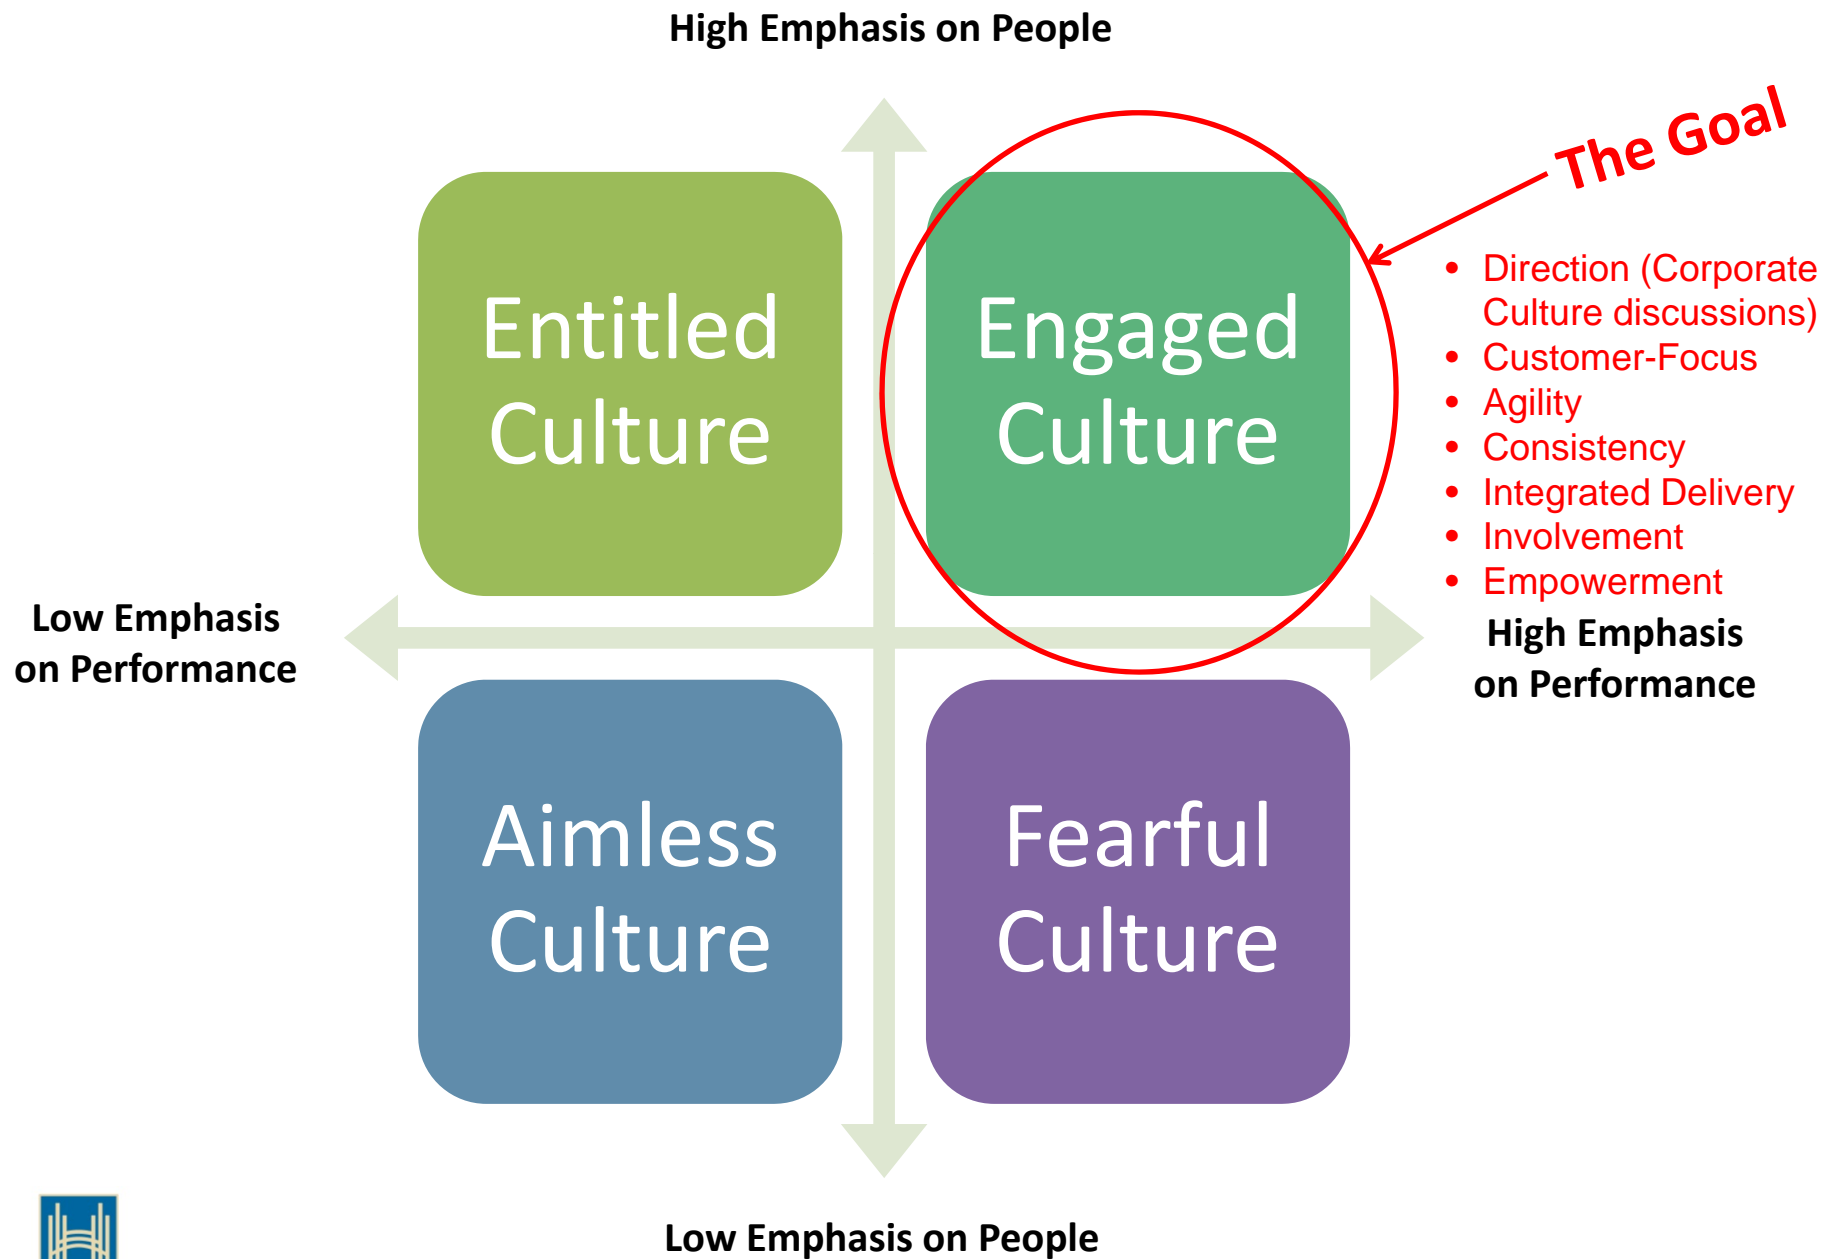 High Emphasis on People
The Goal
Entitled
Culture
Engaged
Culture
• Direction (Corporate
Culture discussions)
• Customer-Focus
• Agility
• Consistency
• Integrated Delivery
• Involvement
• Empowerment
Low Emphasis
on Performance
High Emphasis
on Performance
Aimless
Culture
Fearful
Culture
Low Emphasis on People